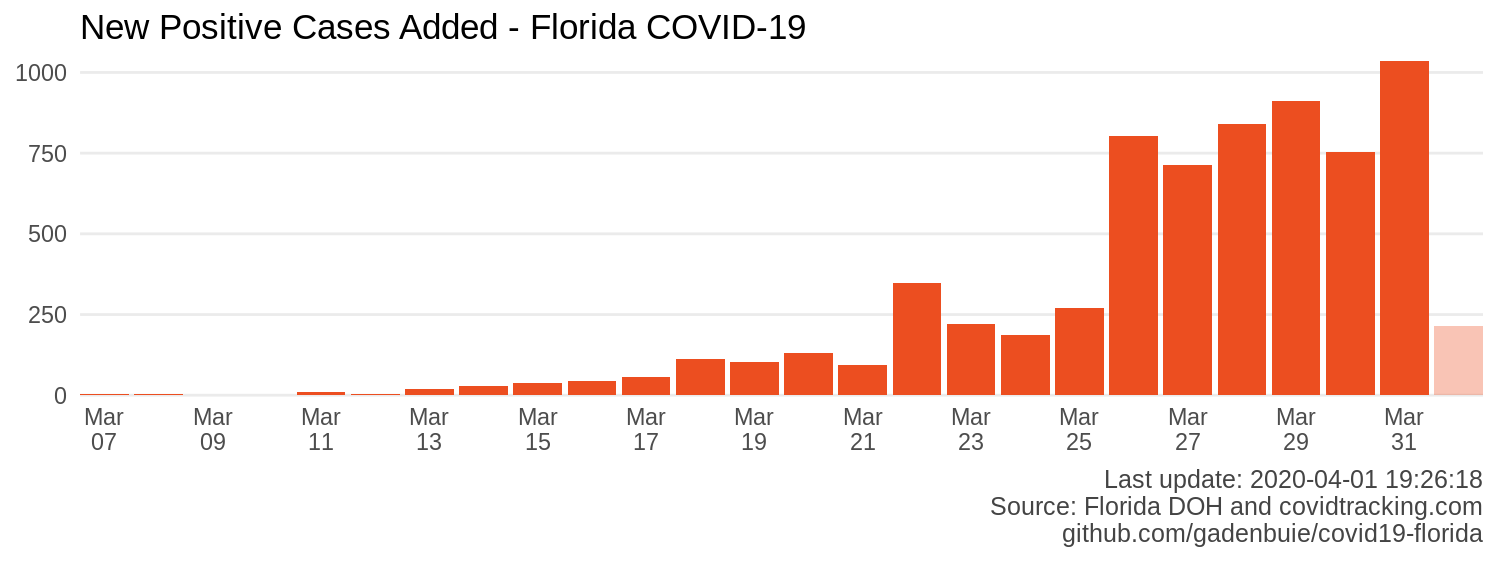 New Positive Cases Added - Florida COVID-19
1000
750
500
250
0
Mar Mar Mar Mar Mar Mar Mar Mar Mar Mar Mar Mar Mar
07 09 11 13 15 17 19 21 23 25 27 29 31
Last update: 2020-04-01 19:26:18
Source: Florida DOH and covidtracking.com
github.com/gadenbuie/covid19-florida